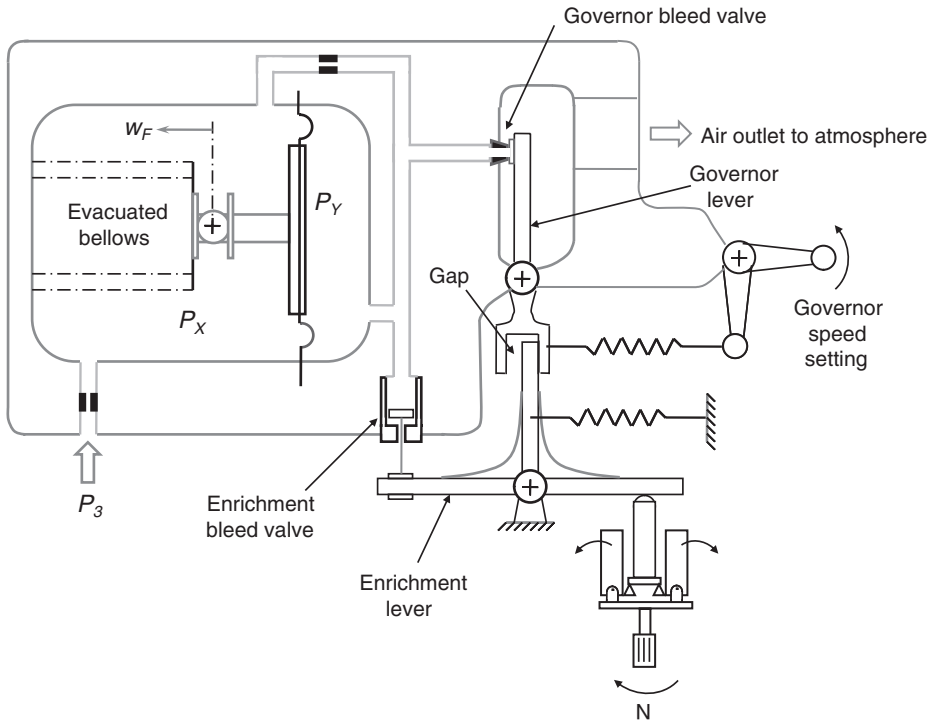 Governor bleed valve
w_F
Air outlet to atmosphere
Governor
lever
Evacuated
bellows
P_Y
Gap
P_X
Governor
speed
setting
P_3
Enrichment
bleed valve
Enrichment
lever
N